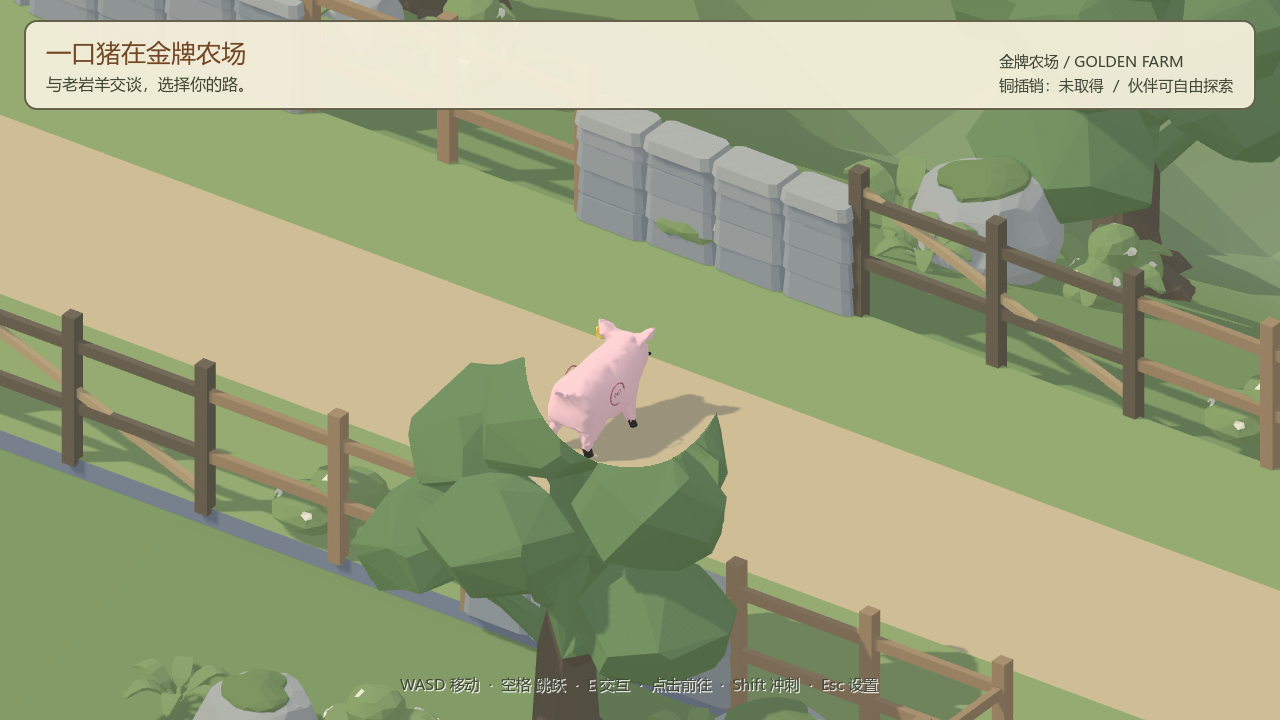 一口猪在金牌农场
与老岩羊交谈，选择你的路。
金牌农场 / GOLDEN FARM
铜插销：未取得 / 伙伴可自由探索
WASD 移动 · 空格 跳跃 · E 交互 · 点击前往 · Shift 冲刺 · Esc 设置